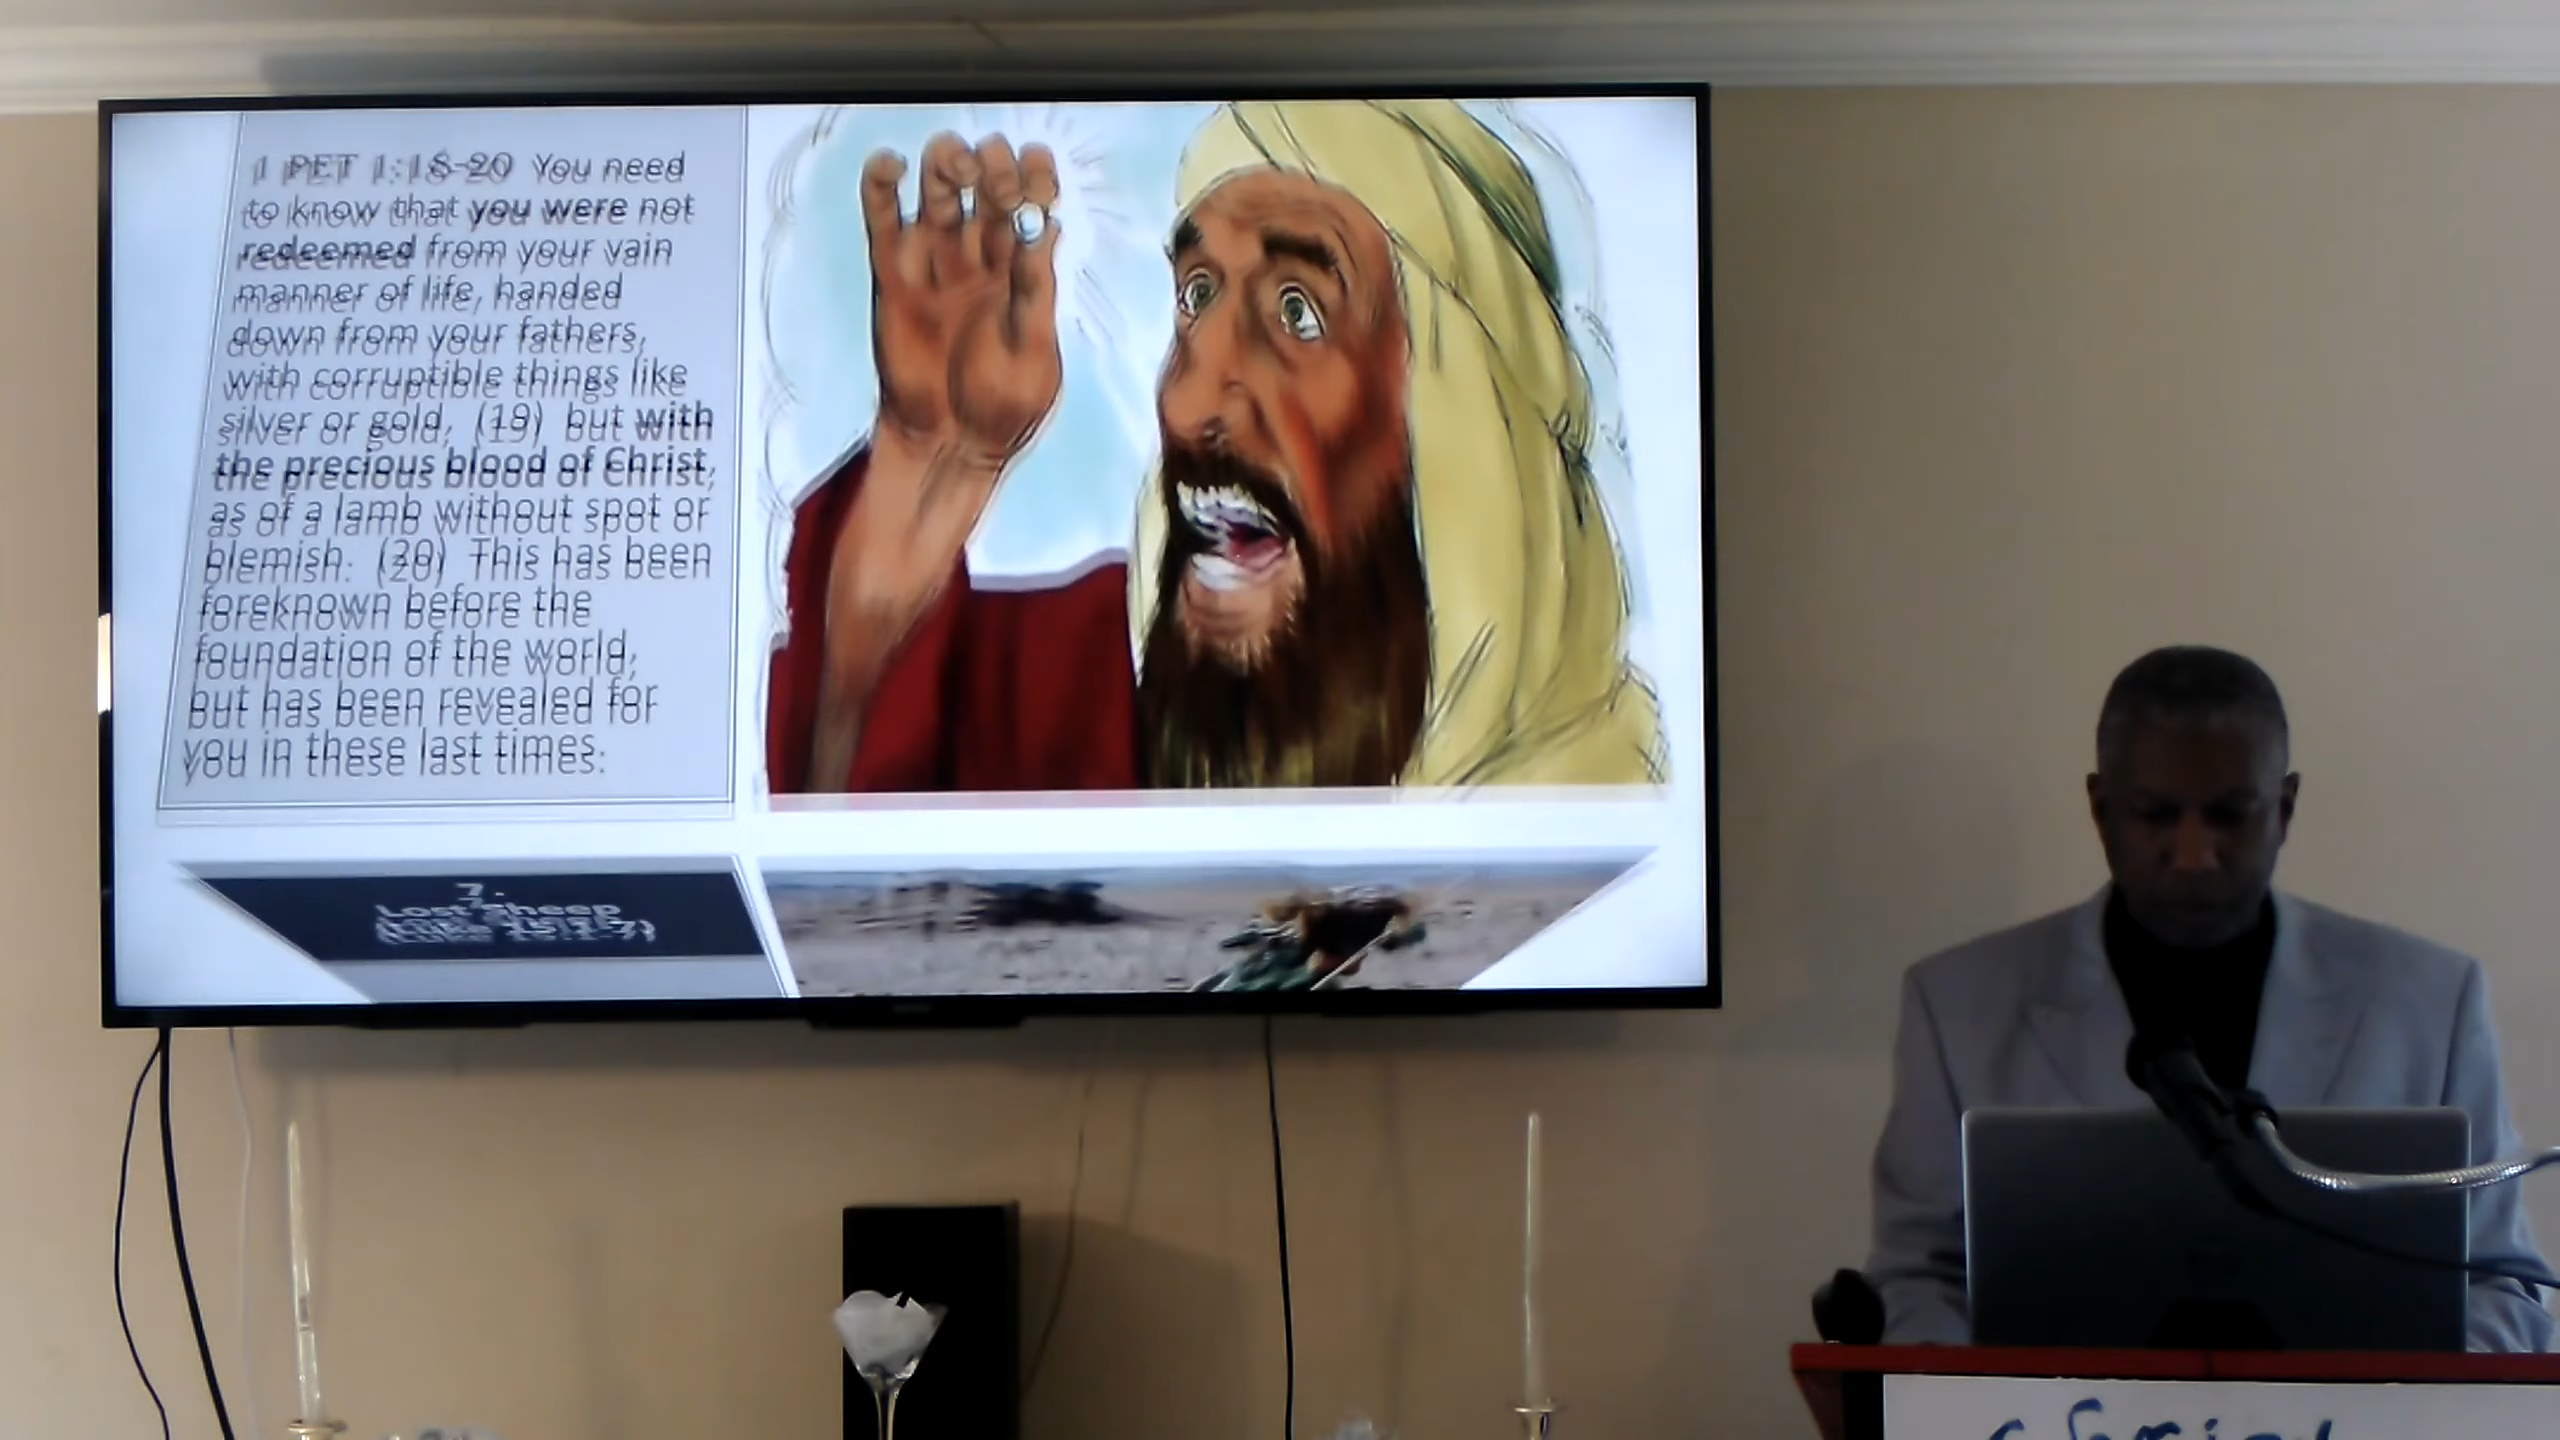 1 PET 1:18-20 You need
to know that you were not
redeemed from your vain
manner of life, handed
down from your fathers,
with corruptible things like
silver or gold, (19) but with
the precious blood of Christ,
as of a lamb without spot or
blemish. (20) This has been
foreknown before the
foundation of the world,
but has been revealed for
you in these last times.
7.
Lost Sheep